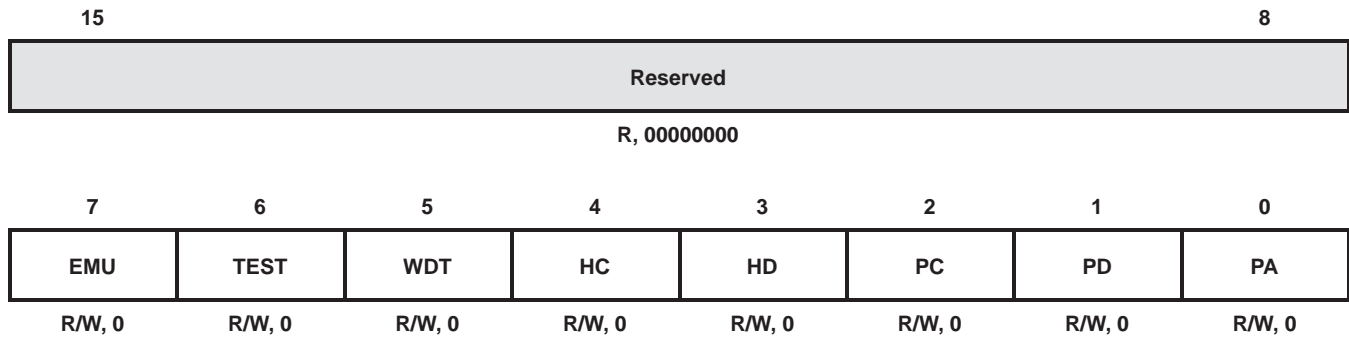 15 8
Reserved
R, 00000000
7 6 5 4 3 2 1 0
EMU TEST WDT HC HD PC PD PA
R/W, 0 R/W, 0 R/W, 0 R/W, 0 R/W, 0 R/W, 0 R/W, 0 R/W, 0